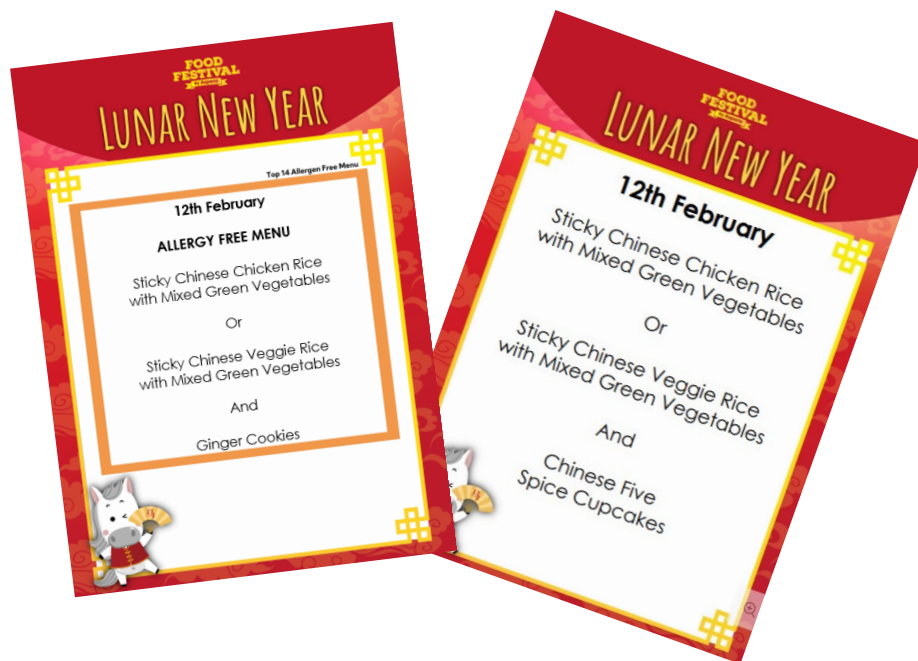 FOOD
FESTIVAL
LUNAR NEW YEAR
Top 14 Allergen Free Menu
12th February
ALLERGY FREE MENU
Sticky Chinese Chicken Rice
with Mixed Green Vegetables
Or
Sticky Chinese Veggie Rice
with Mixed Green Vegetables
And
Ginger Cookies
FOOD
FESTIVAL
LUNAR NEW YEAR
12th February
Sticky Chinese Chicken Rice
with Mixed Green Vegetables
Or
Sticky Chinese Veggie Rice
with Mixed Green Vegetables
And
Chinese Five
Spice Cupcakes